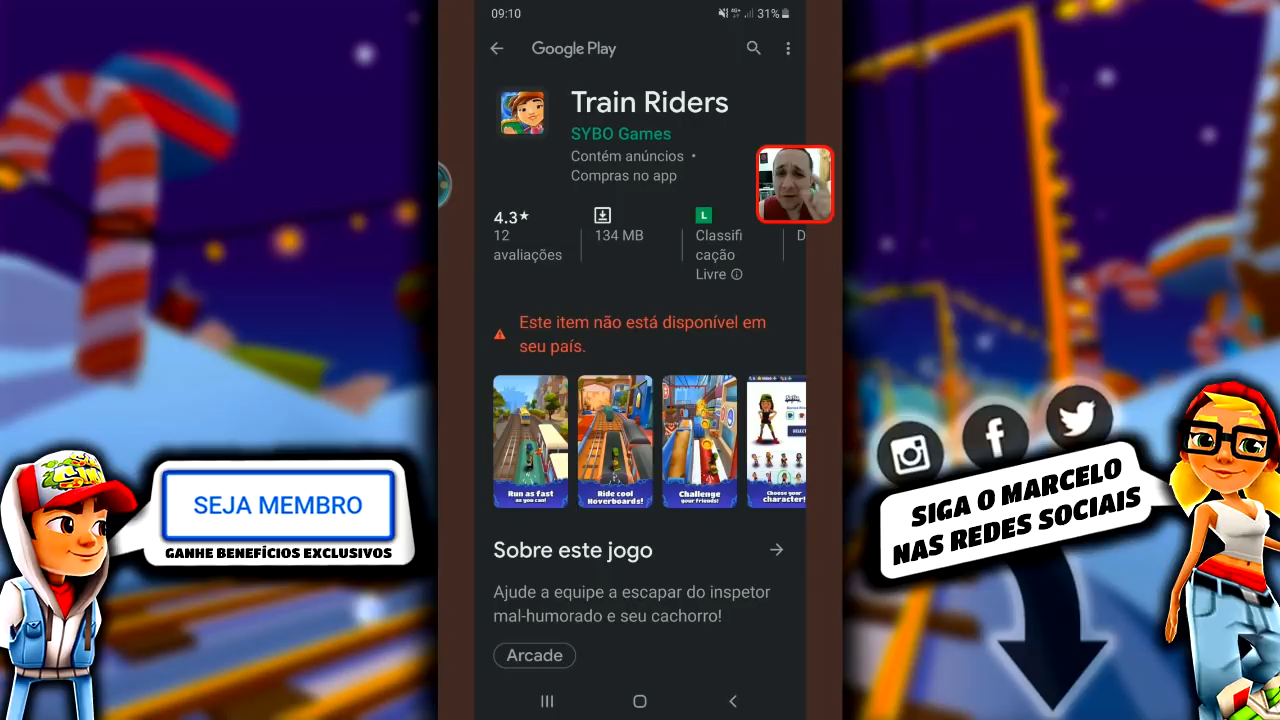 09:10
4G+
31%
Google Play
Train Riders
SYBO Games
Contém anúncios •
Compras no app
4.3★
12
avaliações
134 MB
L
Classifi
cação
Livre
D
Este item não está disponível em
seu país.
Run as fast
as you can!
Ride cool
Hoverboards!
Challenge
your friends!
SELECT
Choose your
character!
Sobre este jogo
Ajude a equipe a escapar do inspetor
mal-humorado e seu cachorro!
Arcade
SEJA MEMBRO
GANHE BENEFÍCIOS EXCLUSIVOS
SIGA O MARCELO
NAS REDES SOCIAIS